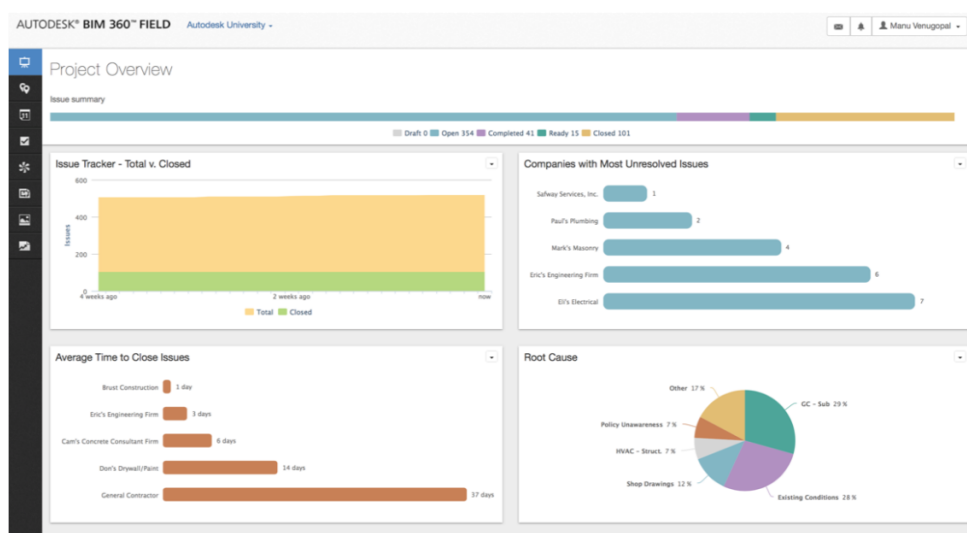 AUTODESK® BIM 360™ FIELD Autodesk University
Manu Venugopal
31
Project Overview
Issue summary
Draft 0 Open 354 Completed 41 Ready 15 Closed 101
Issue Tracker - Total v. Closed
600
400
200
0
Issues
4 weeks ago 2 weeks ago now
Total Closed
Companies with Most Unresolved Issues
Safway Services, Inc. 1
Paul's Plumbing 2
Mark's Masonry 4
Eric's Engineering Firm 6
Eli's Electrical 7
Average Time to Close Issues
Brust Construction 1 day
Eric's Engineering Firm 3 days
Cam's Concrete Consultant Firm 6 days
Don's Drywall/Paint 14 days
General Contractor 37 days
Root Cause
Other 17 %
GC - Sub 29 %
Policy Unawareness 7 %
HVAC - Struct. 7 %
Shop Drawings 12 %
Existing Conditions 28 %